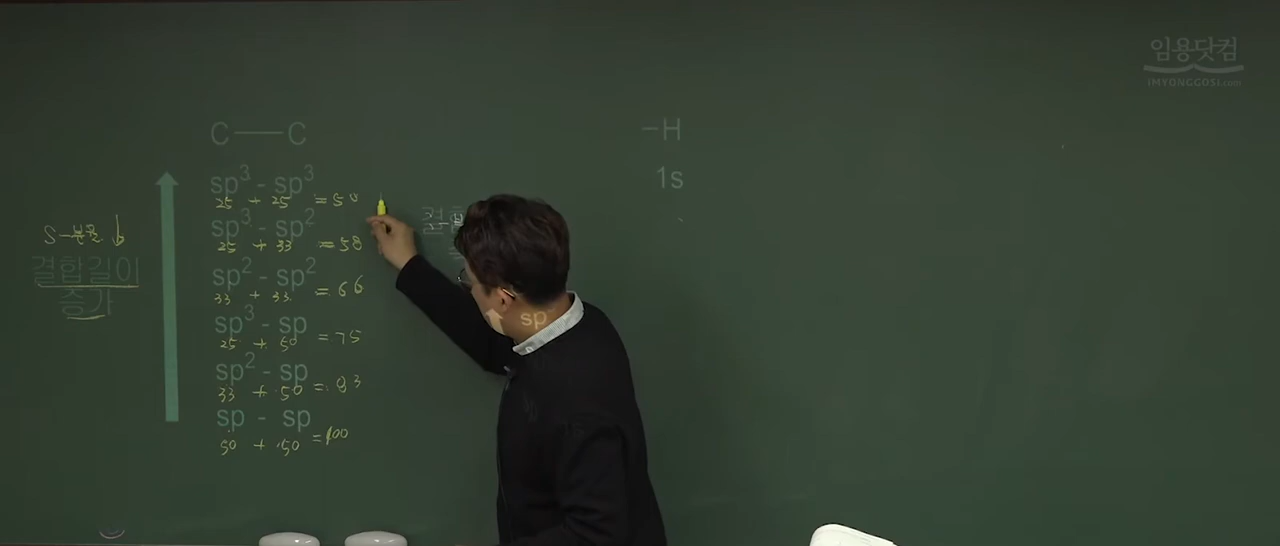 임용닷컴
iMYONGGOSI.com
C — C
-H
sp³ - sp³
1s
25 + 25 = 50
sp³ - sp²
25 + 33 = 58
S-분률 ↓
결합길이
증가
sp² - sp²
33 + 33 = 66
sp³ - sp
25 + 50 = 75
sp² - sp
33 + 50 = 83
sp - sp
50 + 50 = 100
sp